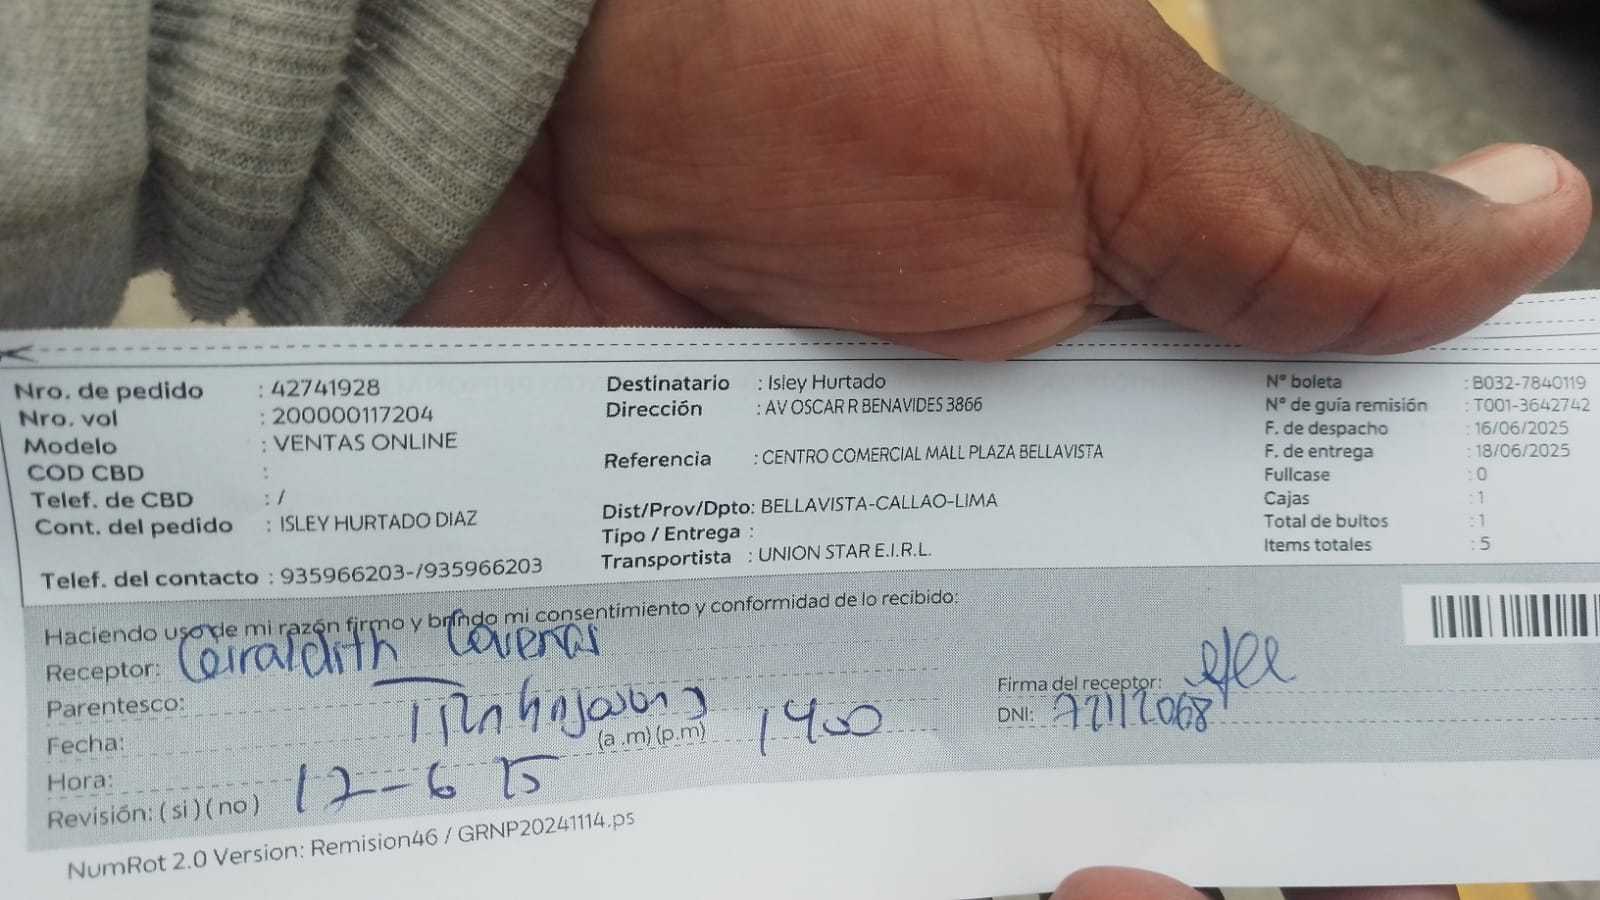 Nro. de pedido : 42741928
Nro. vol : 200000117204
Modelo : VENTAS ONLINE
COD CBD :
Telef. de CBD : /
Cont. del pedido : ISLEY HURTADO DIAZ
Telef. del contacto : 935966203-/935966203
Destinatario : Isley Hurtado
Dirección : AV OSCAR R BENAVIDES 3866
Referencia : CENTRO COMERCIAL MALL PLAZA BELLAVISTA
Dist/Prov/Dpto: BELLAVISTA-CALLAO-LIMA
Tipo / Entrega :
Transportista : UNION STAR E.I.R.L.
N° boleta : B032-7840119
N° de guía remisión : T001-3642742
F. de despacho : 16/06/2025
F. de entrega : 18/06/2025
Fullcase : 0
Cajas : 1
Total de bultos : 1
Items totales : 5
Haciendo uso de mi razón firmo y brindo mi consentimiento y conformidad de lo recibido:
Receptor: Geraldith
Parentesco:
Fecha: (a .m) (p.m) 1400
Hora:
Revisión: ( si ) ( no )
Firma del receptor:
DNI: 72112068
NumRot 2.0 Version: Remision46 / GRNP20241114.ps